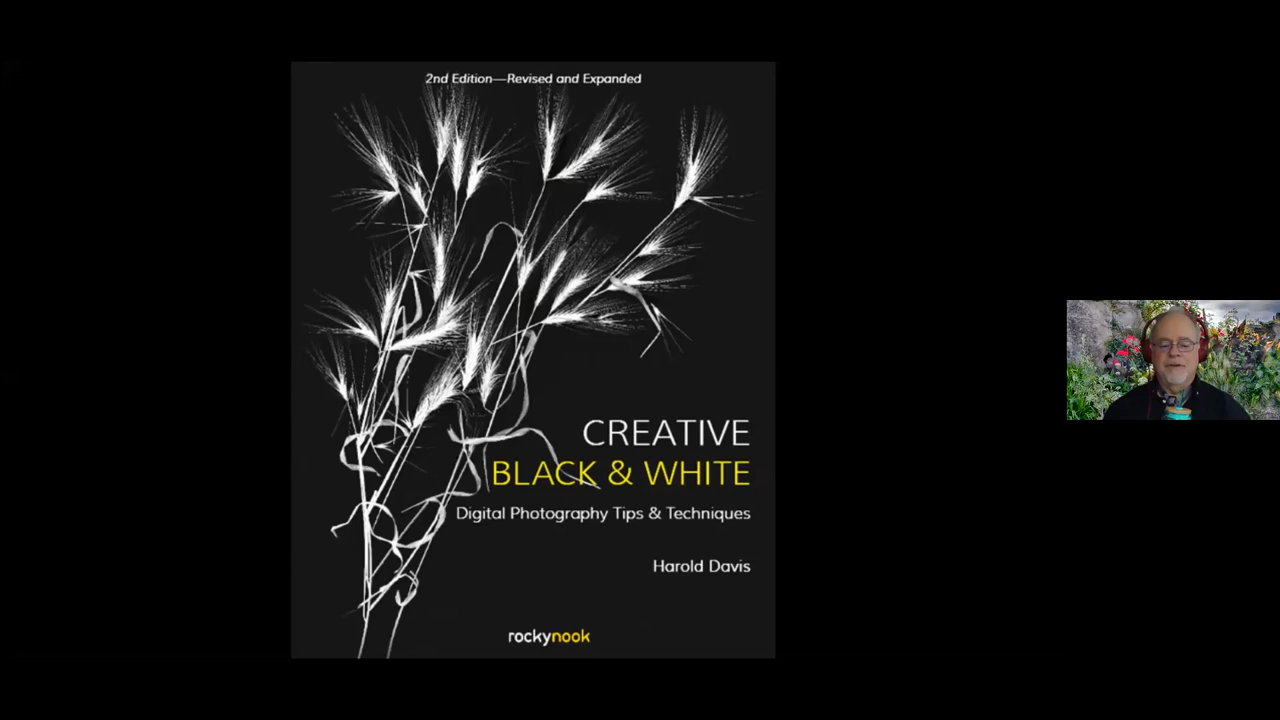 2nd Edition—Revised and Expanded
CREATIVE
BLACK & WHITE
Digital Photography Tips & Techniques
Harold Davis
rockynook